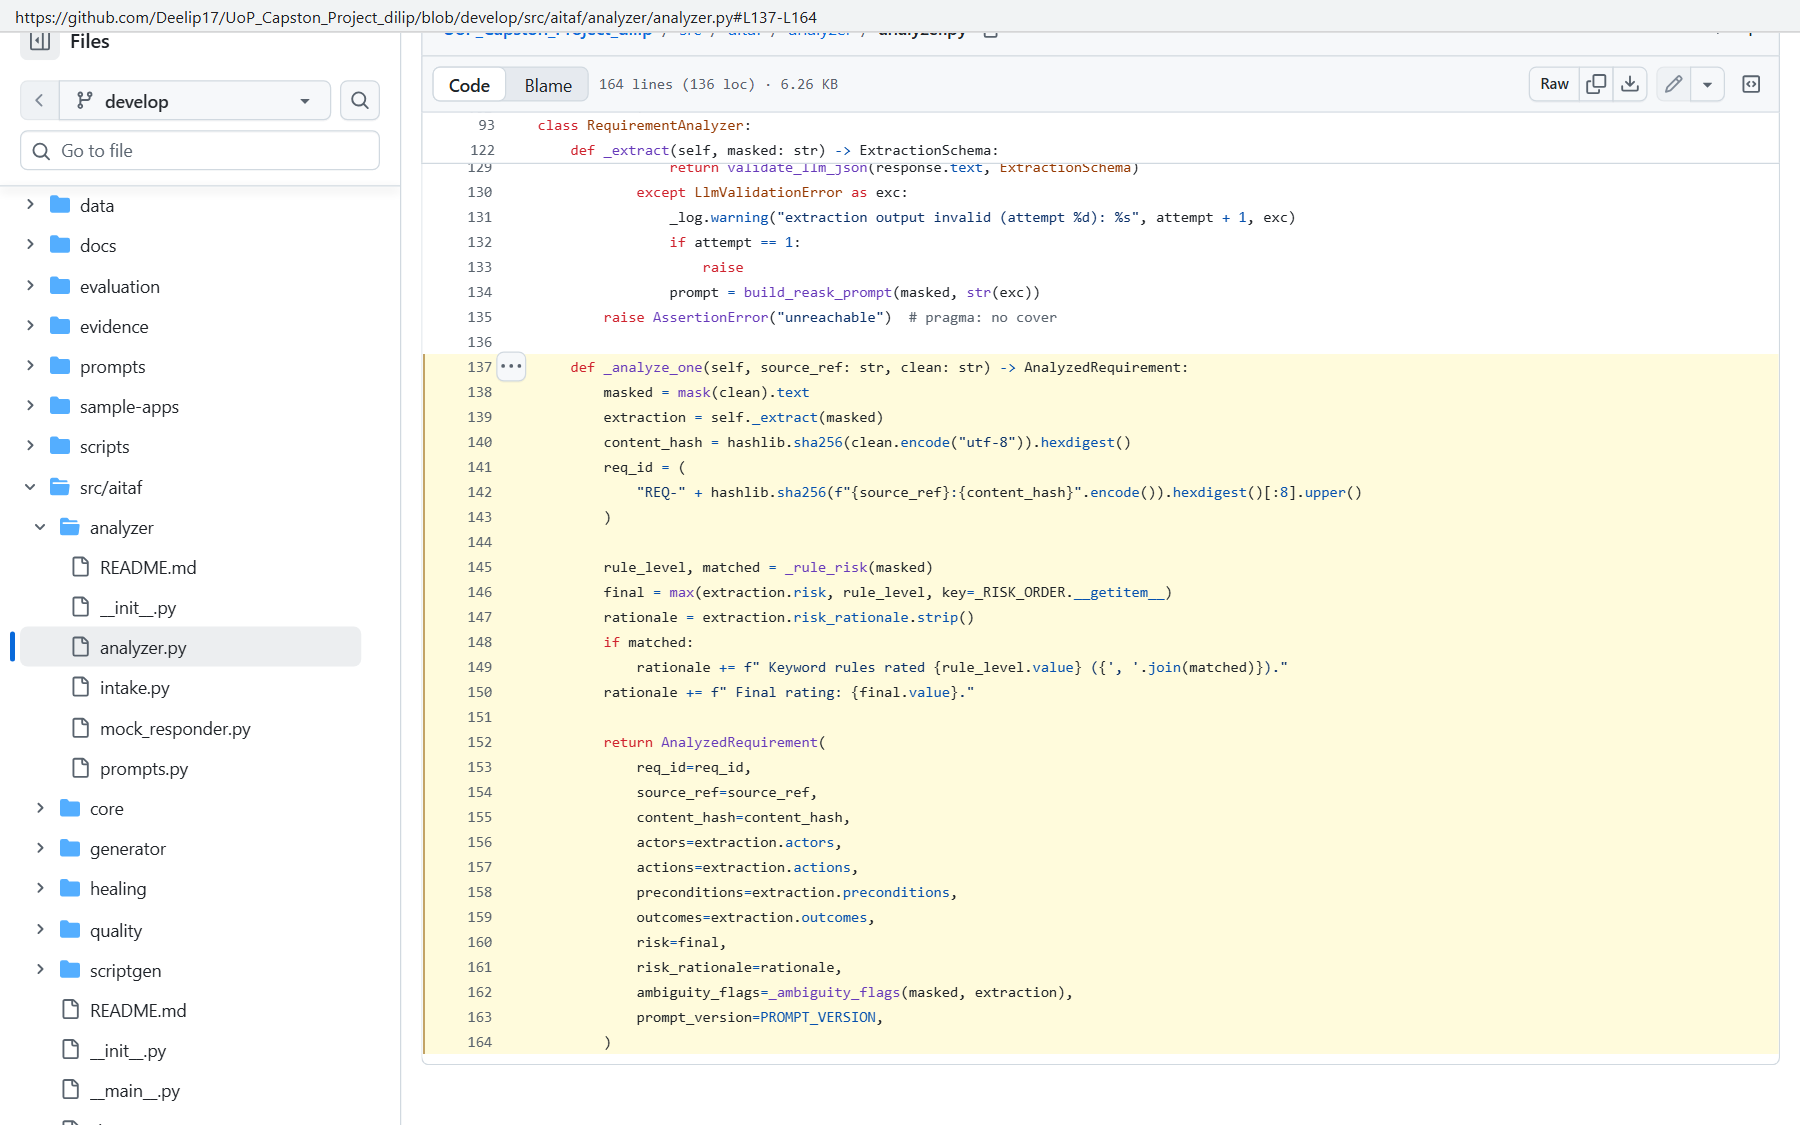 https://github.com/Deelip17/UoP_Capston_Project_dilip/blob/develop/src/aitaf/analyzer/analyzer.py#L137-L164
Files
UoP_Capston_Project_dilip / src / aitaf / analyzer / analyzer.py
develop
Go to file
data
docs
evaluation
evidence
prompts
sample-apps
scripts
src/aitaf
analyzer
README.md
__init__.py
analyzer.py
intake.py
mock_responder.py
prompts.py
core
generator
healing
quality
scriptgen
README.md
__init__.py
__main__.py
Code Blame 164 lines (136 loc) · 6.26 KB Raw
93 class RequirementAnalyzer:
122 def _extract(self, masked: str) -> ExtractionSchema:
129 return validate_llm_json(response.text, ExtractionSchema)
130 except LlmValidationError as exc:
131 _log.warning("extraction output invalid (attempt %d): %s", attempt + 1, exc)
132 if attempt == 1:
133 raise
134 prompt = build_reask_prompt(masked, str(exc))
135 raise AssertionError("unreachable")  # pragma: no cover
136
137 def _analyze_one(self, source_ref: str, clean: str) -> AnalyzedRequirement:
138 masked = mask(clean).text
139 extraction = self._extract(masked)
140 content_hash = hashlib.sha256(clean.encode("utf-8")).hexdigest()
141 req_id = (
142 "REQ-" + hashlib.sha256(f"{source_ref}:{content_hash}".encode()).hexdigest()[:8].upper()
143 )
144
145 rule_level, matched = _rule_risk(masked)
146 final = max(extraction.risk, rule_level, key=_RISK_ORDER.__getitem__)
147 rationale = extraction.risk_rationale.strip()
148 if matched:
149 rationale += f" Keyword rules rated {rule_level.value} ({', '.join(matched)})."
150 rationale += f" Final rating: {final.value}."
151
152 return AnalyzedRequirement(
153 req_id=req_id,
154 source_ref=source_ref,
155 content_hash=content_hash,
156 actors=extraction.actors,
157 actions=extraction.actions,
158 preconditions=extraction.preconditions,
159 outcomes=extraction.outcomes,
160 risk=final,
161 risk_rationale=rationale,
162 ambiguity_flags=_ambiguity_flags(masked, extraction),
163 prompt_version=PROMPT_VERSION,
164 )